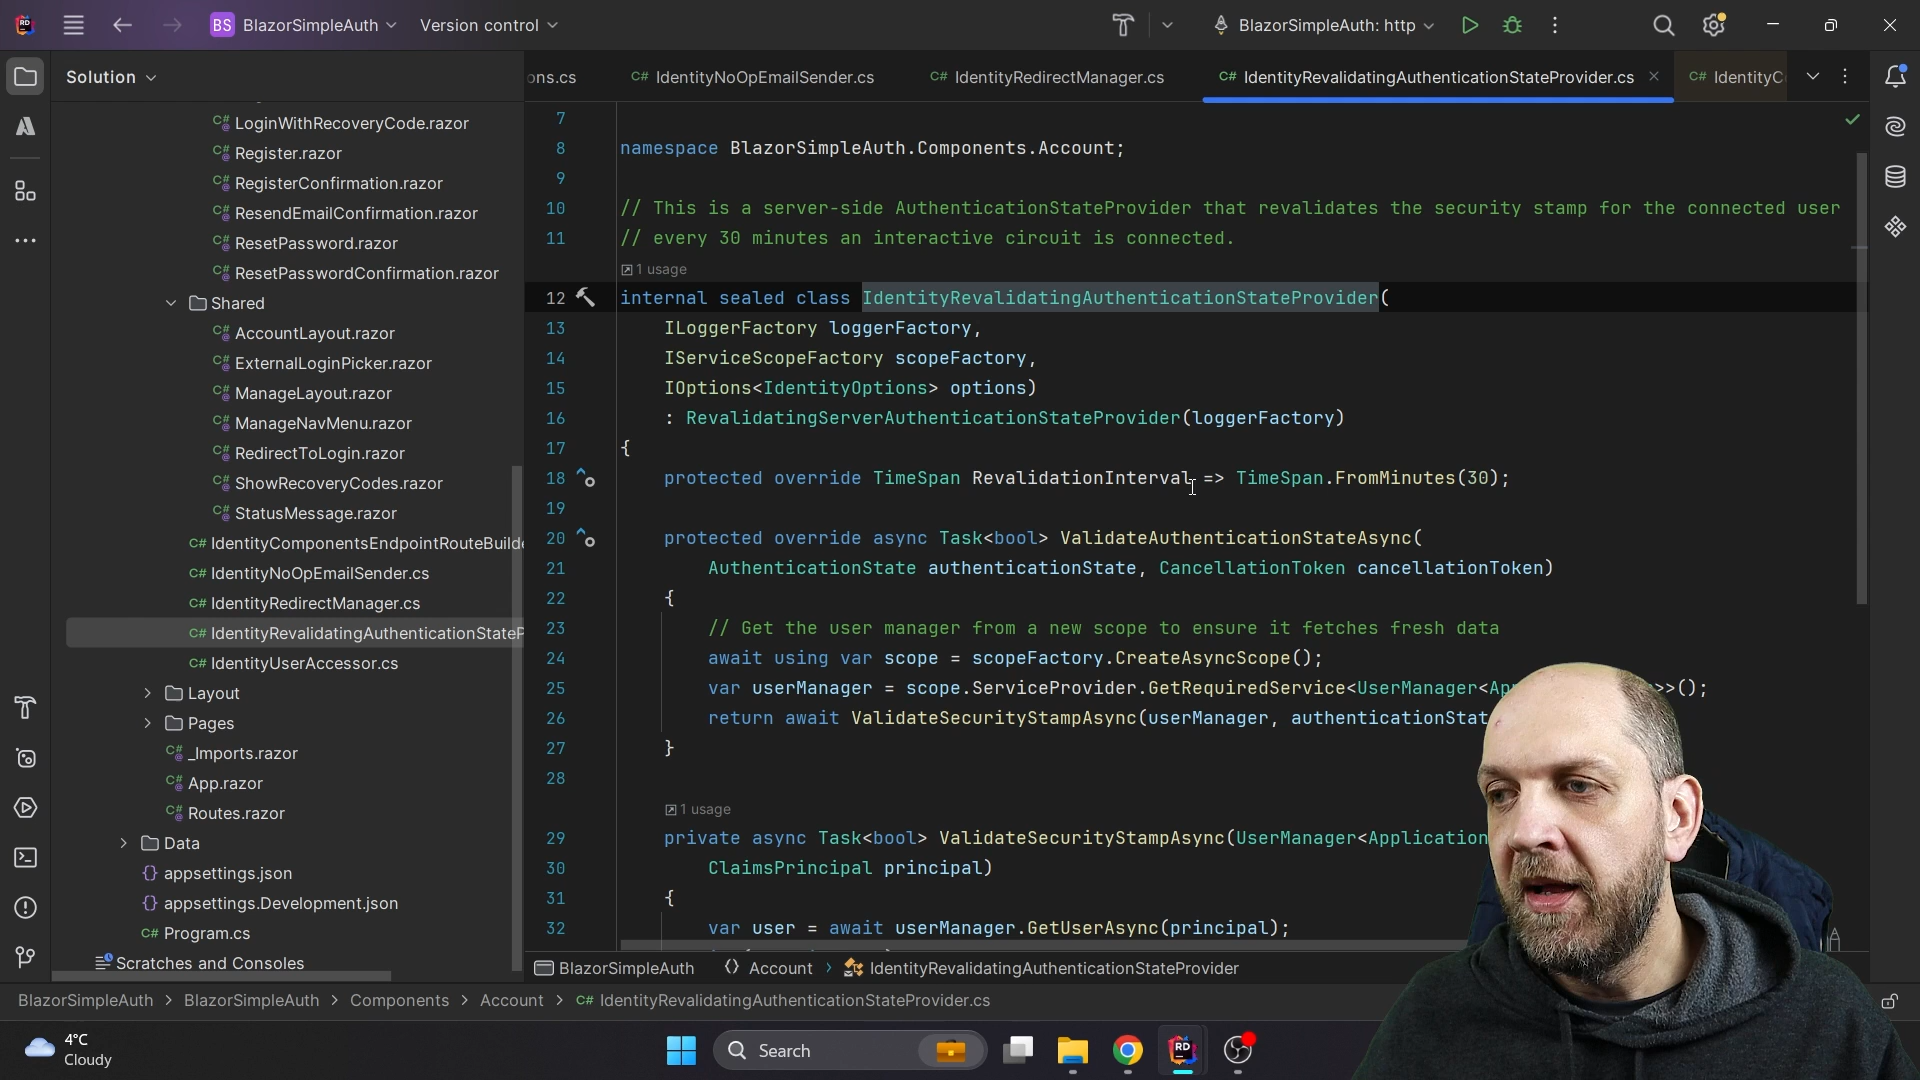 BS BlazorSimpleAuth
Version control
BlazorSimpleAuth: http
Solution
ons.cs
C# IdentityNoOpEmailSender.cs
C# IdentityRedirectManager.cs
C# IdentityRevalidatingAuthenticationStateProvider.cs
C# IdentityC
LoginWithRecoveryCode.razor
Register.razor
RegisterConfirmation.razor
ResendEmailConfirmation.razor
ResetPassword.razor
ResetPasswordConfirmation.razor
Shared
AccountLayout.razor
ExternalLoginPicker.razor
ManageLayout.razor
ManageNavMenu.razor
RedirectToLogin.razor
ShowRecoveryCodes.razor
StatusMessage.razor
C# IdentityComponentsEndpointRouteBuilde
C# IdentityNoOpEmailSender.cs
C# IdentityRedirectManager.cs
C# IdentityRevalidatingAuthenticationStateP
C# IdentityUserAccessor.cs
Layout
Pages
_Imports.razor
App.razor
Routes.razor
Data
{} appsettings.json
{} appsettings.Development.json
C# Program.cs
Scratches and Consoles
7
8 namespace BlazorSimpleAuth.Components.Account;
9
10 // This is a server-side AuthenticationStateProvider that revalidates the security stamp for the connected user
11 // every 30 minutes an interactive circuit is connected.
1 usage
12 internal sealed class IdentityRevalidatingAuthenticationStateProvider(
13 ILoggerFactory loggerFactory,
14 IServiceScopeFactory scopeFactory,
15 IOptions<IdentityOptions> options)
16 : RevalidatingServerAuthenticationStateProvider(loggerFactory)
17 {
18 protected override TimeSpan RevalidationInterval => TimeSpan.FromMinutes(30);
19
20 protected override async Task<bool> ValidateAuthenticationStateAsync(
21 AuthenticationState authenticationState, CancellationToken cancellationToken)
22 {
23 // Get the user manager from a new scope to ensure it fetches fresh data
24 await using var scope = scopeFactory.CreateAsyncScope();
25 var userManager = scope.ServiceProvider.GetRequiredService<UserManager<Ap >>();
26 return await ValidateSecurityStampAsync(userManager, authenticationStat
27 }
28
1 usage
29 private async Task<bool> ValidateSecurityStampAsync(UserManager<Application
30 ClaimsPrincipal principal)
31 {
32 var user = await userManager.GetUserAsync(principal);
BlazorSimpleAuth Account IdentityRevalidatingAuthenticationStateProvider
BlazorSimpleAuth > BlazorSimpleAuth > Components > Account > C# IdentityRevalidatingAuthenticationStateProvider.cs
4°C
Cloudy
Search
RD